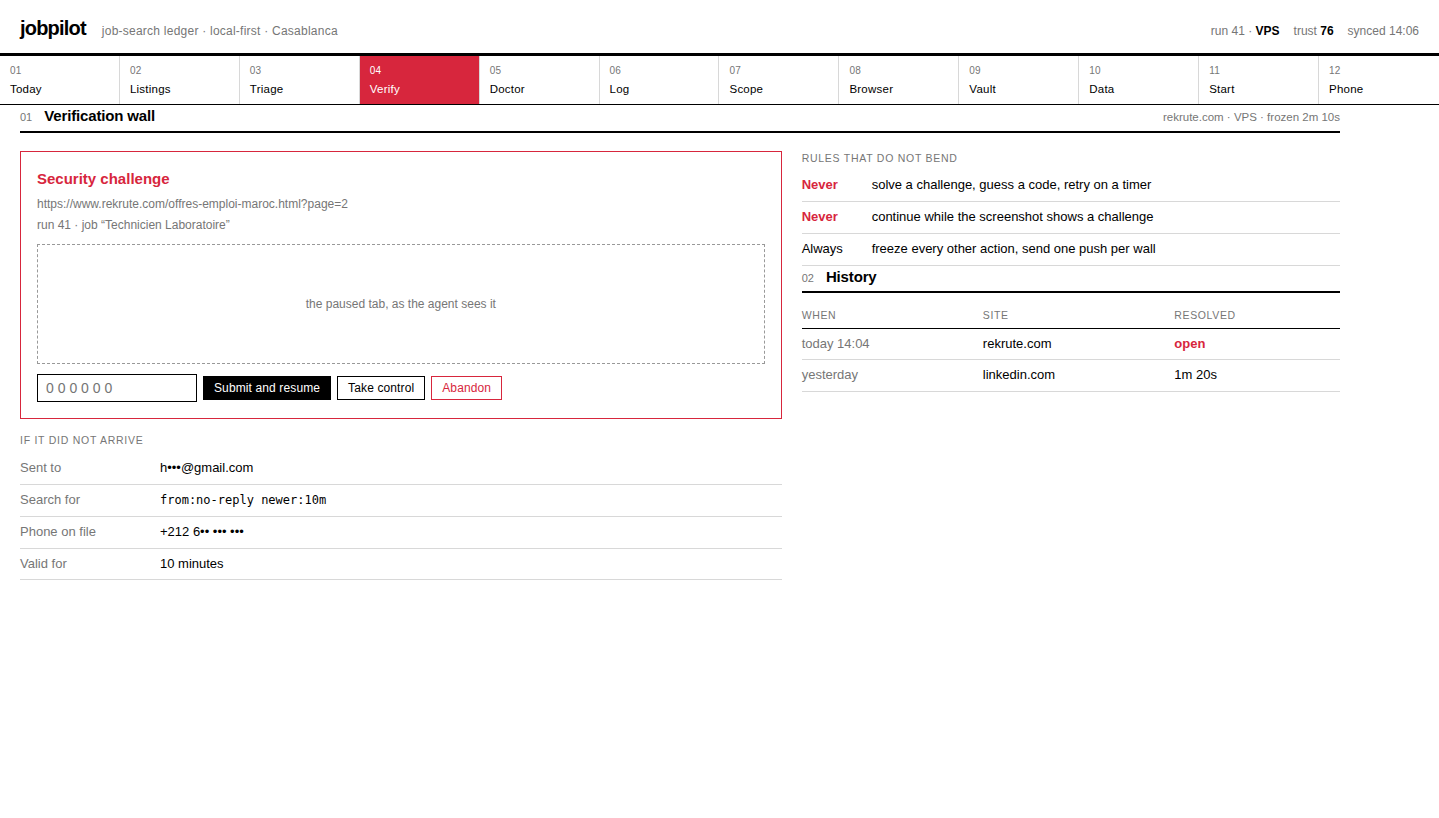 jobpilot job-search ledger · local-first · Casablanca run 41 · VPS trust 76 synced 14:06
01 02 03 04 05 06 07 08 09 10 11 12
Today Listings Triage Verify Doctor Log Scope Browser Vault Data Start Phone
01 Verification wall rekrute.com · VPS · frozen 2m 10s
Security challenge
https://www.rekrute.com/offres-emploi-maroc.html?page=2
run 41 · job “Technicien Laboratoire”
the paused tab, as the agent sees it
000000 Submit and resume Take control Abandon
IF IT DID NOT ARRIVE
Sent to h•••@gmail.com
Search for from:no-reply newer:10m
Phone on file +212 6•• ••• •••
Valid for 10 minutes
RULES THAT DO NOT BEND
Never solve a challenge, guess a code, retry on a timer
Never continue while the screenshot shows a challenge
Always freeze every other action, send one push per wall
02 History
WHEN SITE RESOLVED
today 14:04 rekrute.com open
yesterday linkedin.com 1m 20s